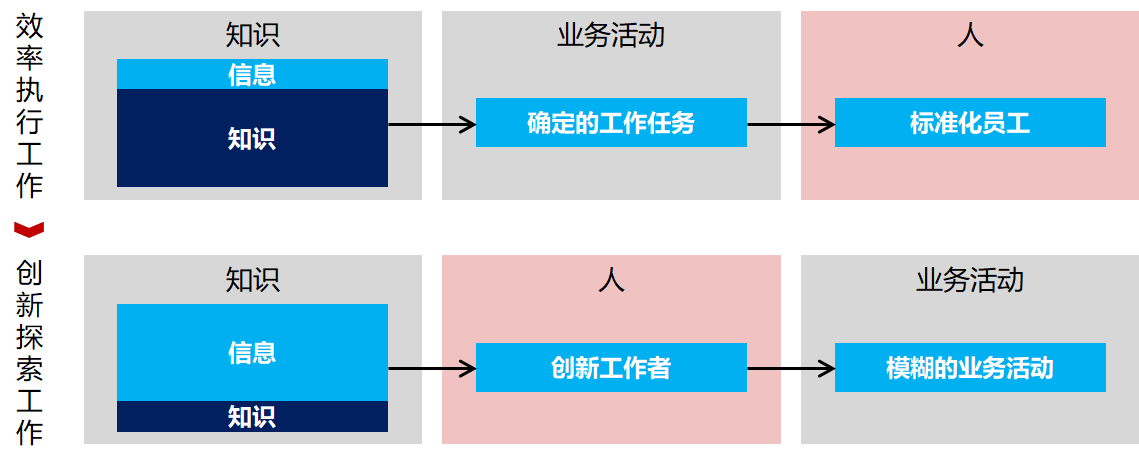 效率执行工作
知识
信息
知识
业务活动
确定的工作任务
人
标准化员工
创新探索工作
知识
信息
知识
人
创新工作者
业务活动
模糊的业务活动